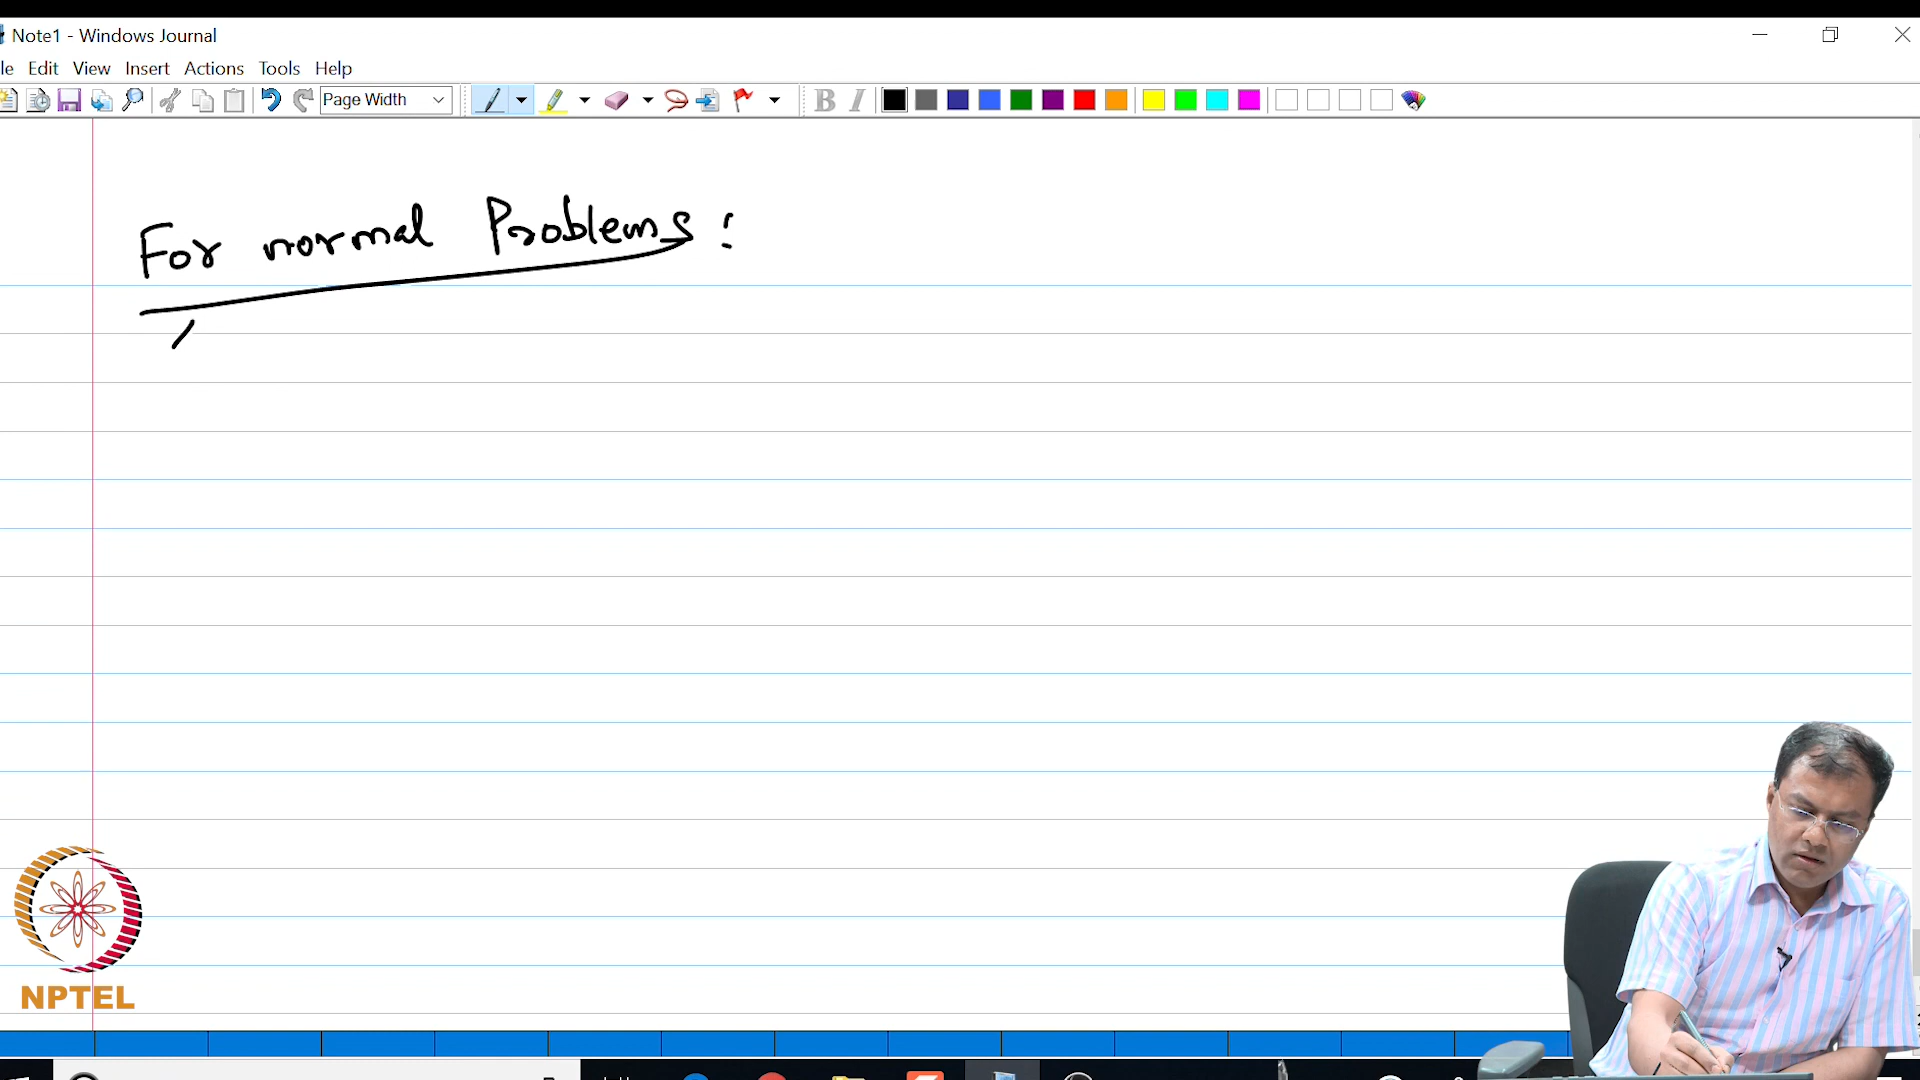 Note1 - Windows Journal
le Edit View Insert Actions Tools Help
Page Width B I
For normal Problems :
NPTEL